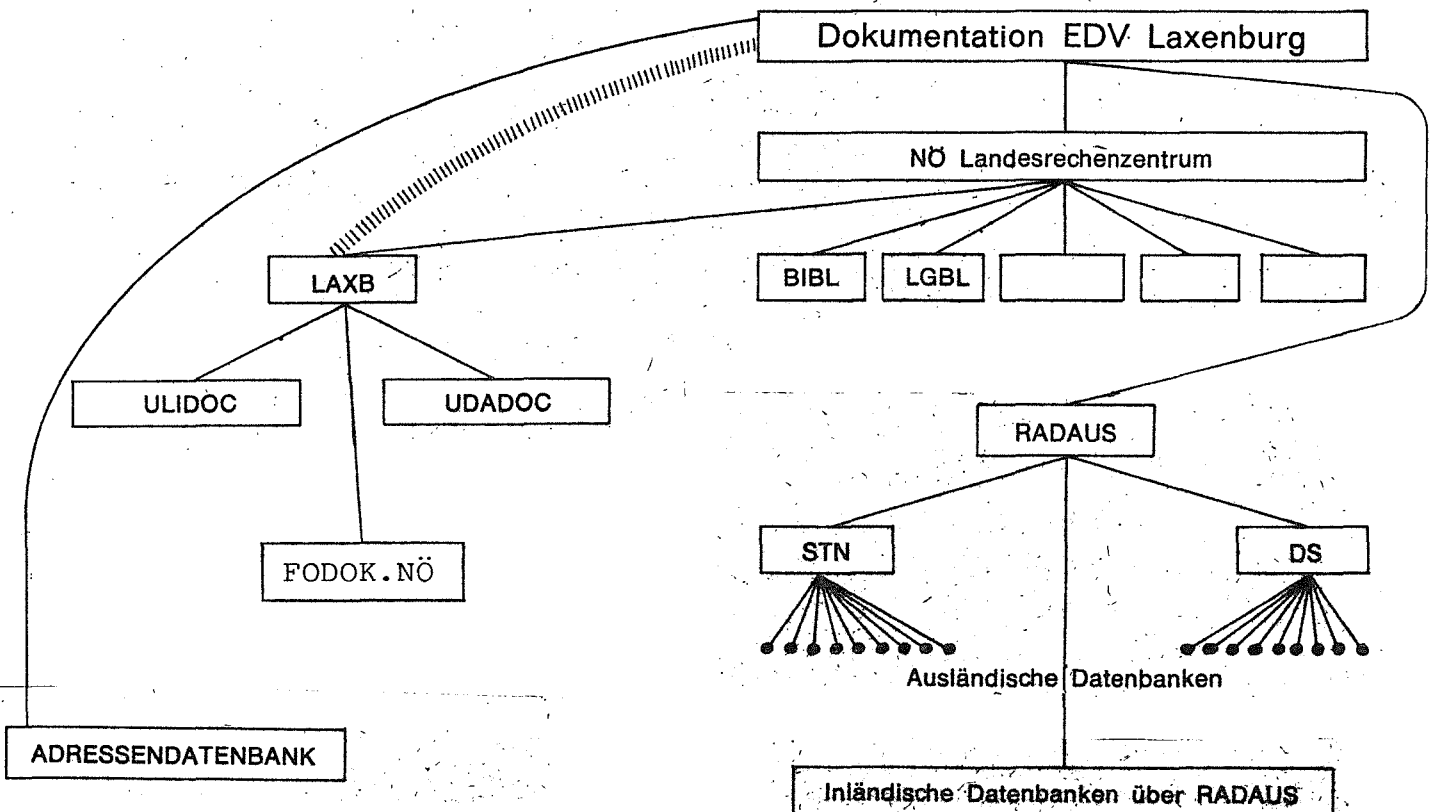 Dokumentation EDV Laxenburg
NÖ Landesrechenzentrum
LAXB
BIBL
LGBL
ULIDOC
UDADOC
RADAUS
FODOK.NÖ
STN
DS
Ausländische Datenbanken
ADRESSENDATENBANK
Inländische Datenbanken über RADAUS